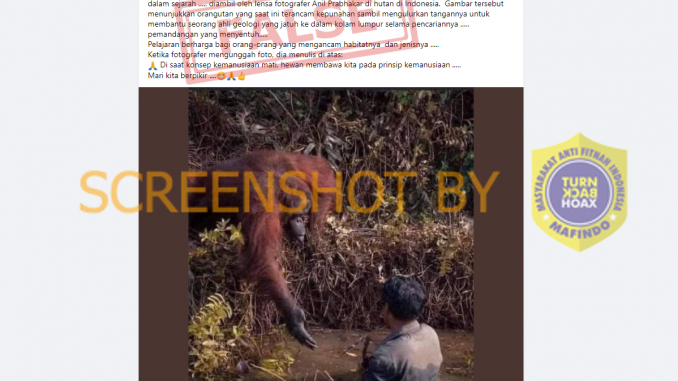 dalam sejarah .... diambil oleh lensa fotografer Anil Prabhakar di hutan di Indonesia. Gambar tersebut
menunjukkan orangutan yang saat ini terancam kepunahan sambil mengulurkan tangannya untuk
membantu seorang ahli geologi yang jatuh ke dalam kolam lumpur selama pencariannya .....
pemandangan yang menyentuh....
Pelajaran berharga bagi orang-orang yang mengancam habitatnya dan jenisnya .....
Ketika fotografer mengunggah foto, dia menulis di atas:
🙏 Di saat konsep kemanusiaan mati, hewan membawa kita pada prinsip kemanusiaan .....
Mari kita berpikir ....😍🙏👍
FALSE
SCREENSHOT BY
MASYARAKAT ANTI FITNAH INDONESIA
TURN
BACK
HOAX
MAFINDO